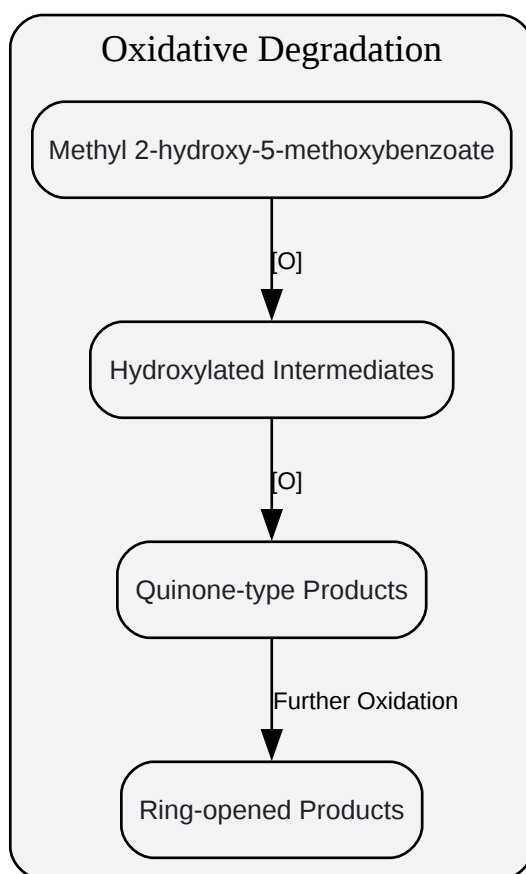 Oxidative Degradation
Methyl 2-hydroxy-5-methoxybenzoate
[O]
Hydroxylated Intermediates
[O]
Quinone-type Products
Further Oxidation
Ring-opened Products